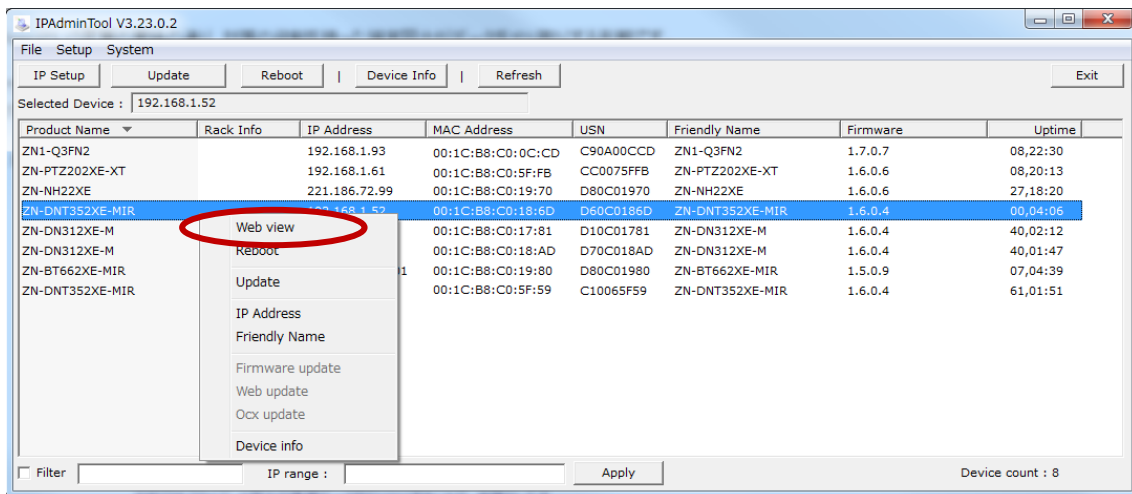 IPAdminTool V3.23.0.2
File Setup System
IP Setup Update Reboot | Device Info | Refresh Exit
Selected Device : 192.168.1.52
Product Name Rack Info IP Address MAC Address USN Friendly Name Firmware Uptime
ZN1-Q3FN2 192.168.1.93 00:1C:B8:C0:0C:CD C90A00CCD ZN1-Q3FN2 1.7.0.7 08,22:30
ZN-PTZ202XE-XT 192.168.1.61 00:1C:B8:C0:5F:FB CC0075FFB ZN-PTZ202XE-XT 1.6.0.6 08,20:13
ZN-NH22XE 221.186.72.99 00:1C:B8:C0:19:70 D80C01970 ZN-NH22XE 1.6.0.6 27,18:20
ZN-DNT352XE-MIR 192.168.1.52 00:1C:B8:C0:18:6D D60C0186D ZN-DNT352XE-MIR 1.6.0.4 00,04:06
ZN-DN312XE-M 00:1C:B8:C0:17:81 D10C01781 ZN-DN312XE-M 1.6.0.4 40,02:12
ZN-DN312XE-M 00:1C:B8:C0:18:AD D70C018AD ZN-DN312XE-M 1.6.0.4 40,01:47
ZN-BT662XE-MIR 1 00:1C:B8:C0:19:80 D80C01980 ZN-BT662XE-MIR 1.5.0.9 07,04:39
ZN-DNT352XE-MIR 00:1C:B8:C0:5F:59 C10065F59 ZN-DNT352XE-MIR 1.6.0.4 61,01:51
Web view
Reboot
Update
IP Address
Friendly Name
Firmware update
Web update
Ocx update
Device info
Filter IP range : Apply Device count : 8